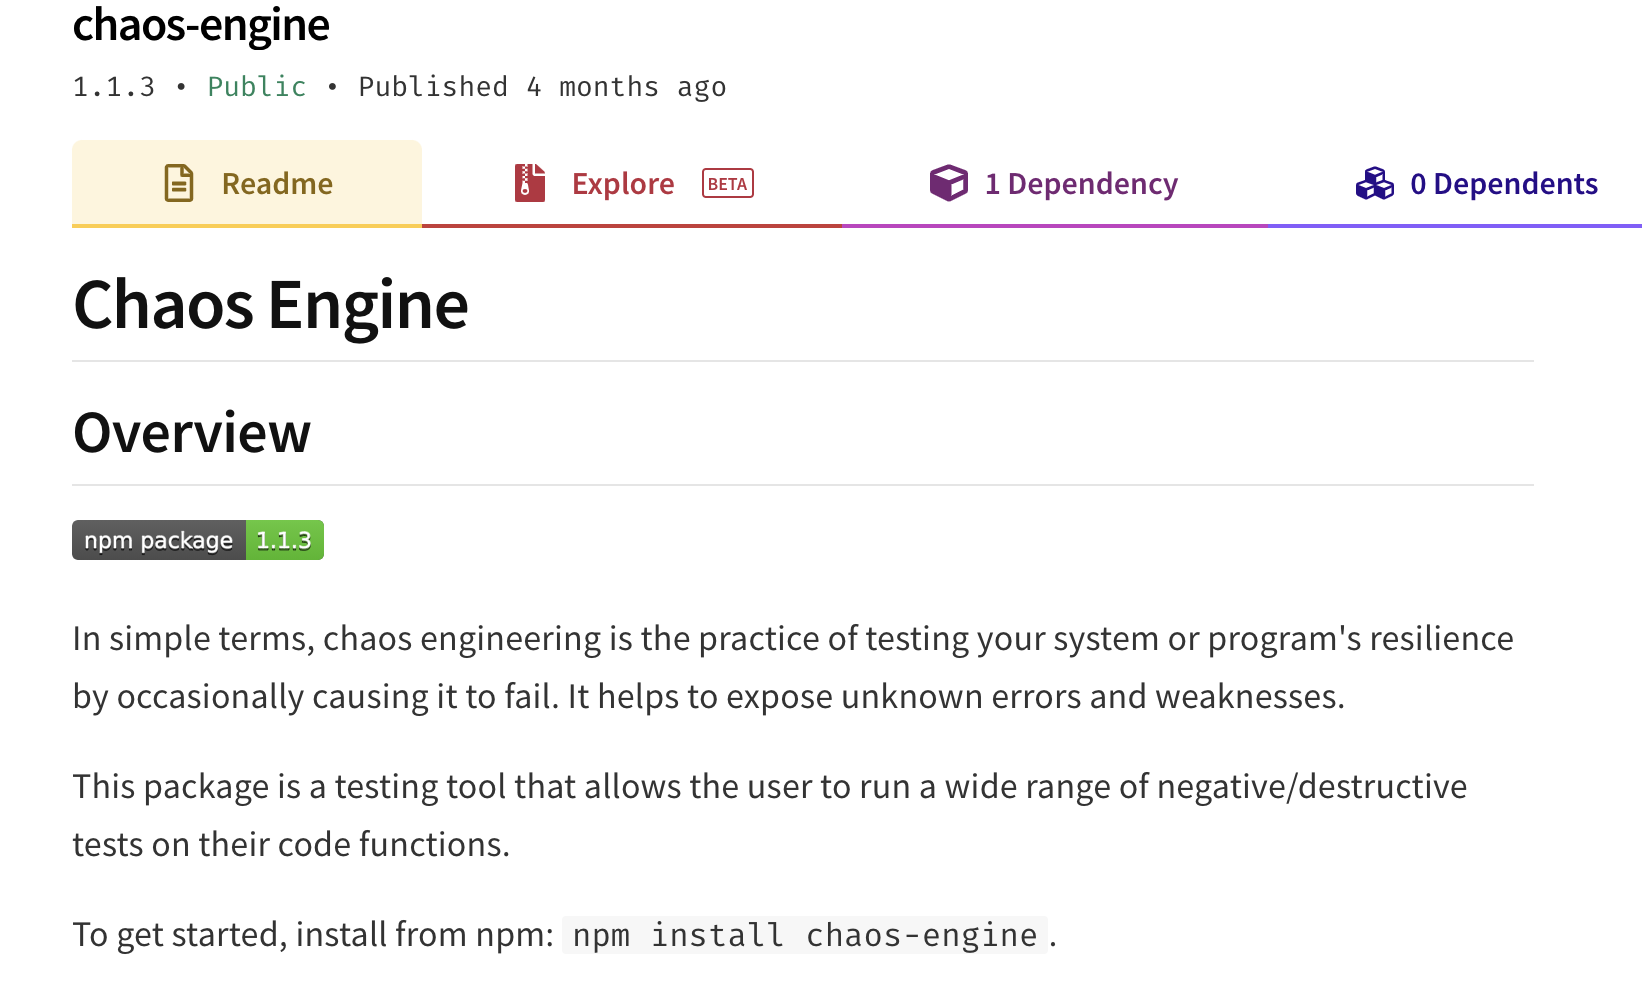 chaos-engine
1.1.3 • Public • Published 4 months ago
Readme
Explore BETA
1 Dependency
0 Dependents
Chaos Engine
Overview
npm package 1.1.3
In simple terms, chaos engineering is the practice of testing your system or program's resilience
by occasionally causing it to fail. It helps to expose unknown errors and weaknesses.
This package is a testing tool that allows the user to run a wide range of negative/destructive
tests on their code functions.
To get started, install from npm: npm install chaos-engine.